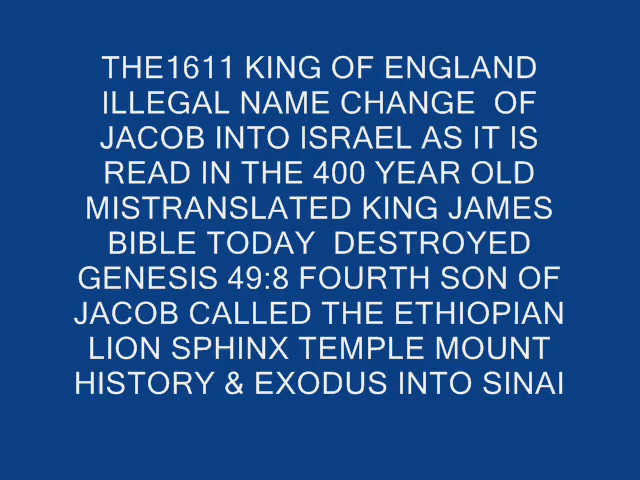 THE1611 KING OF ENGLAND
ILLEGAL NAME CHANGE  OF
JACOB INTO ISRAEL AS IT IS
READ IN THE 400 YEAR OLD
MISTRANSLATED KING JAMES
BIBLE TODAY  DESTROYED
GENESIS 49:8 FOURTH SON OF
JACOB CALLED THE ETHIOPIAN
LION SPHINX TEMPLE MOUNT
HISTORY & EXODUS INTO SINAI